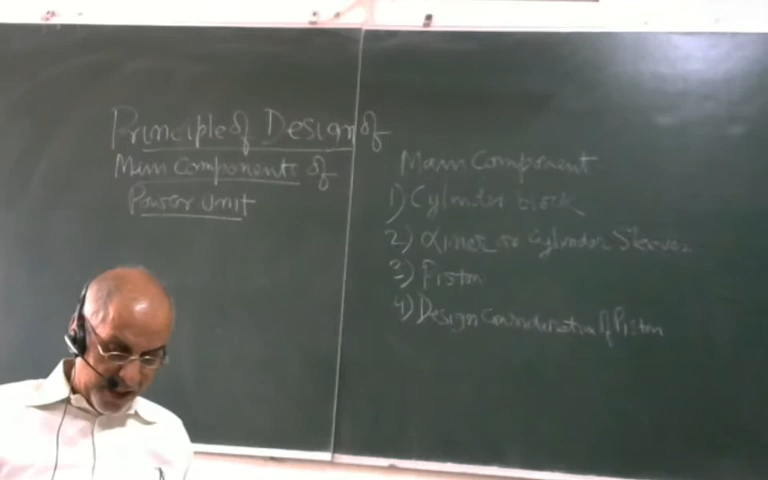 Principle of Design of
Main Components of
Power Unit
Main Component
1) Cylinder block
2) Liner or Cylinder Sleeves
3) Piston
4) Design Consideration of Piston